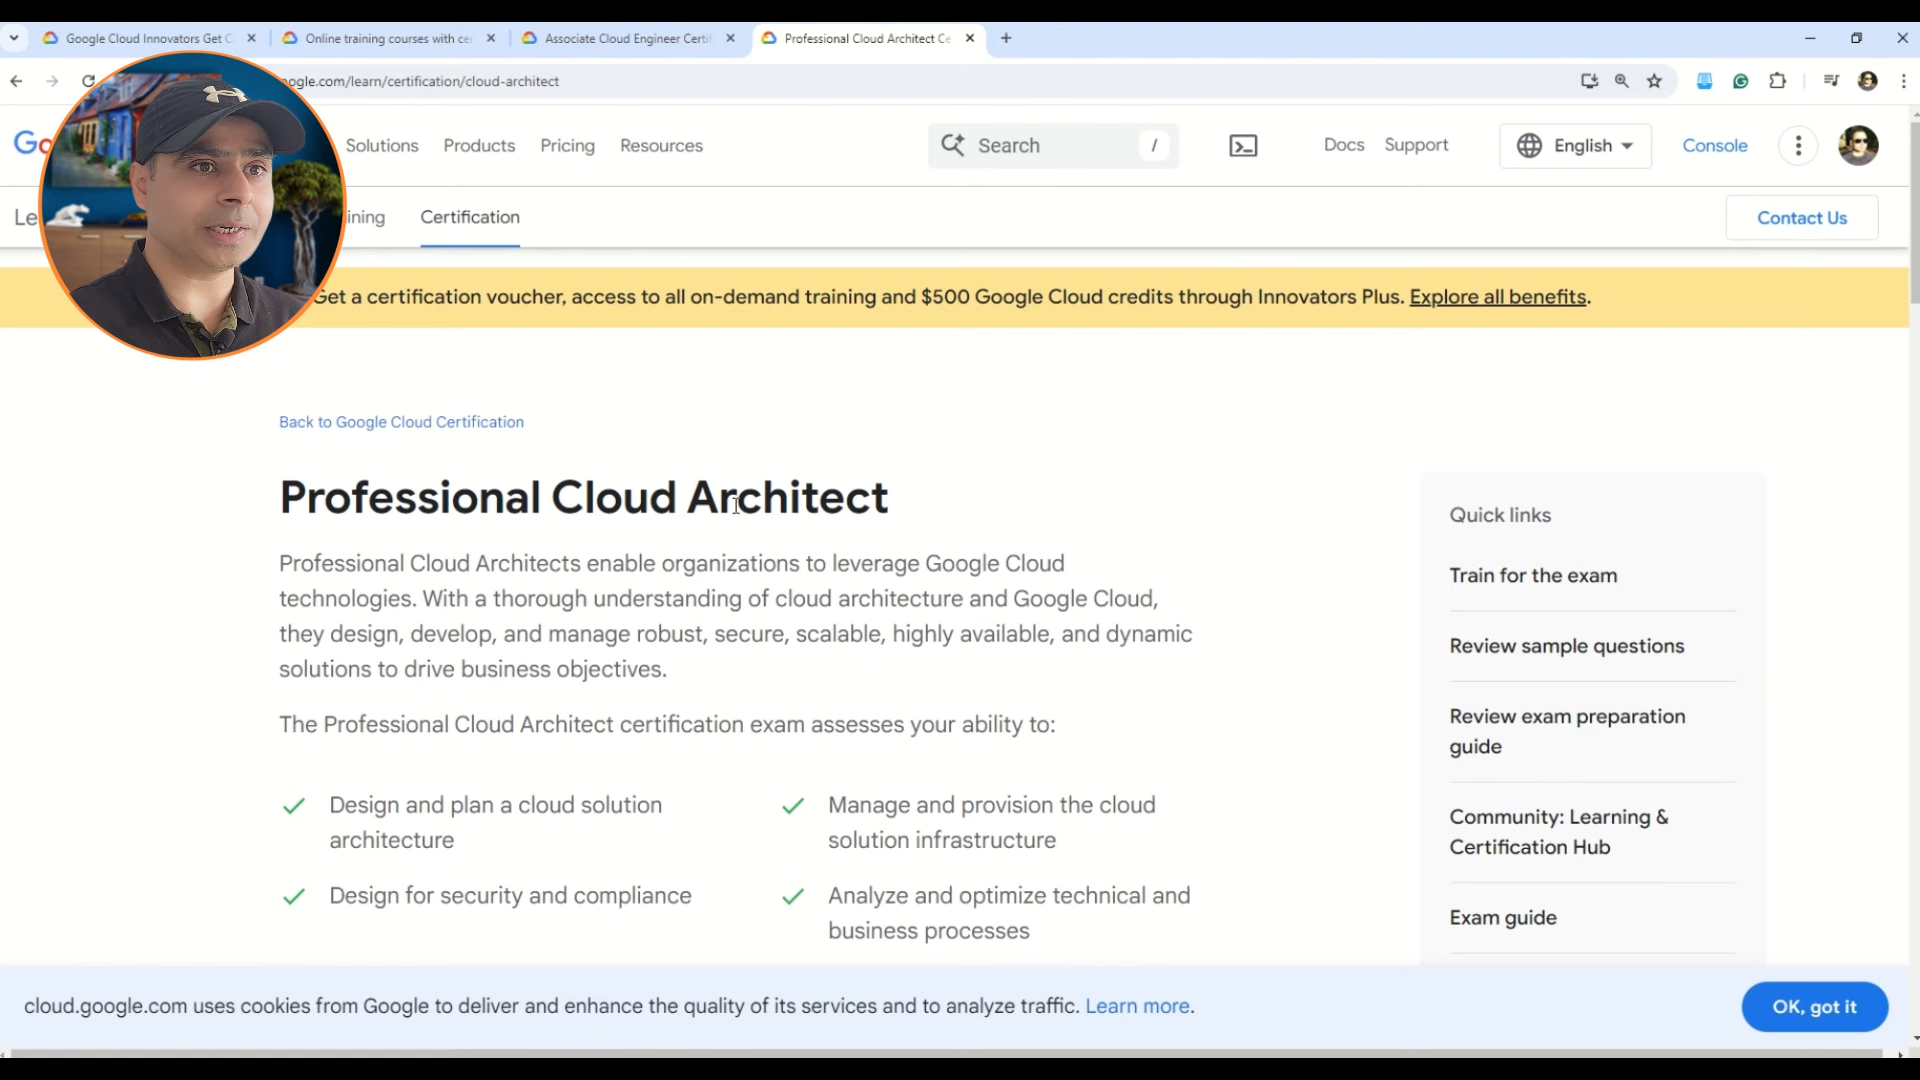 Google Cloud Innovators Get C
Online training courses with cer
Associate Cloud Engineer Certif
Professional Cloud Architect Ce
ogle.com/learn/certification/cloud-architect
Go
Solutions
Products
Pricing
Resources
Search
/
Docs
Support
English
Console
Le
ining
Certification
Contact Us
Get a certification voucher, access to all on-demand training and $500 Google Cloud credits through Innovators Plus. Explore all benefits.
Back to Google Cloud Certification
Professional Cloud Architect
Professional Cloud Architects enable organizations to leverage Google Cloud
technologies. With a thorough understanding of cloud architecture and Google Cloud,
they design, develop, and manage robust, secure, scalable, highly available, and dynamic
solutions to drive business objectives.
The Professional Cloud Architect certification exam assesses your ability to:
Design and plan a cloud solution
architecture
Manage and provision the cloud
solution infrastructure
Design for security and compliance
Analyze and optimize technical and
business processes
Quick links
Train for the exam
Review sample questions
Review exam preparation
guide
Community: Learning &
Certification Hub
Exam guide
cloud.google.com uses cookies from Google to deliver and enhance the quality of its services and to analyze traffic. Learn more.
OK, got it